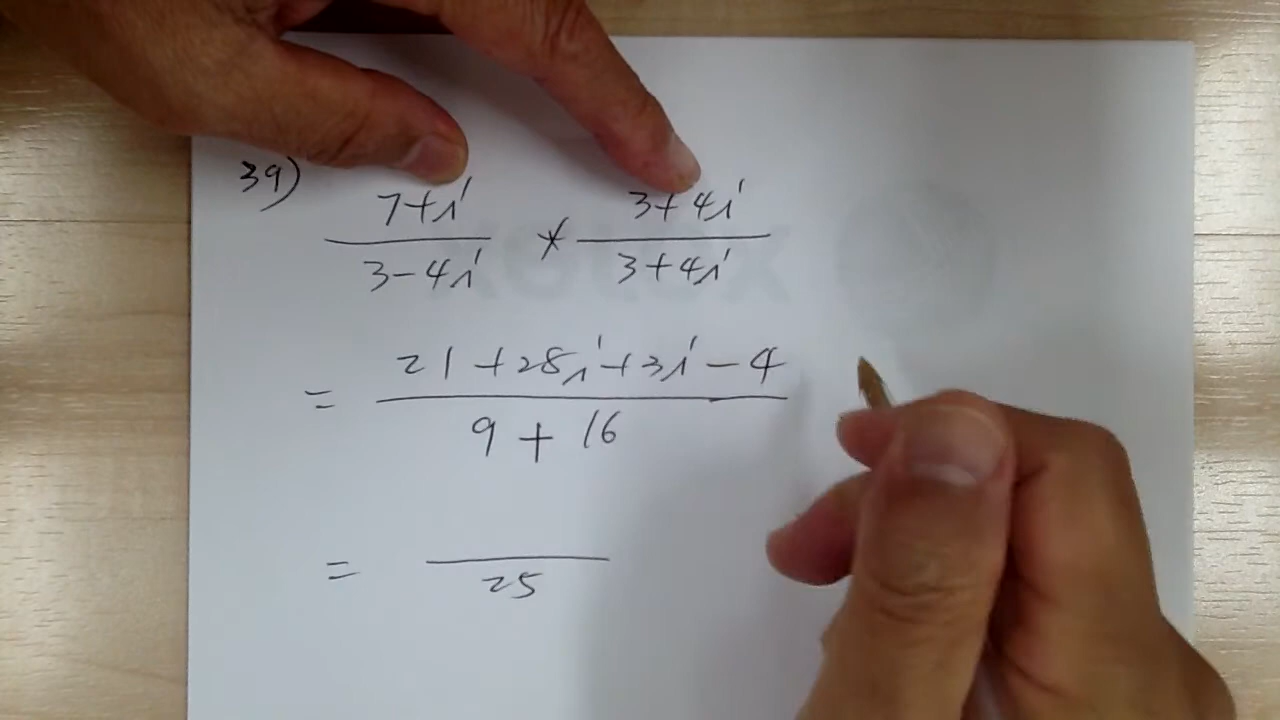 39) 7+i / 3-4i * 3+4i / 3+4i
= 21+28i+3i-4 / 9+16
= / 25